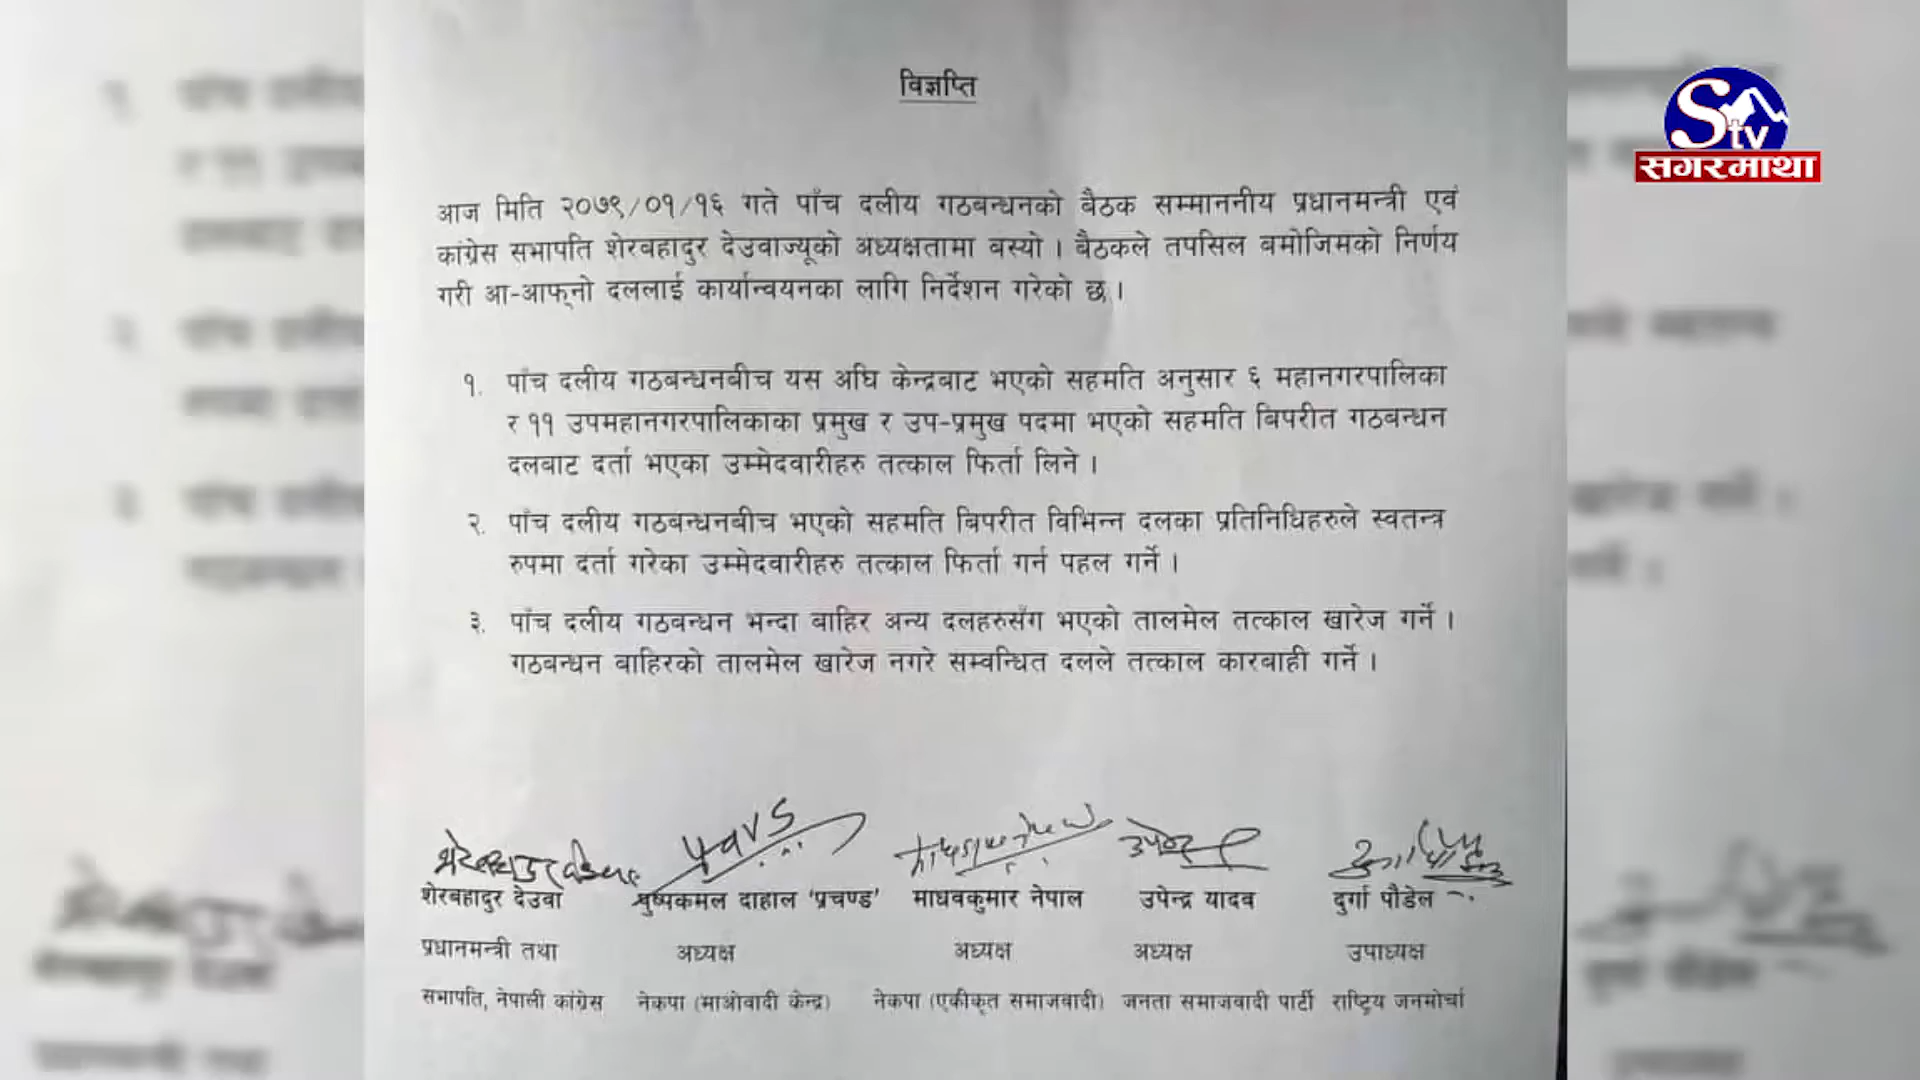 विज्ञप्ति
S tv
सगरमाथा
आज मिति २०७९/०१/१६ गते पाँच दलीय गठबन्धनको बैठक सम्माननीय प्रधानमन्त्री एवं
कांग्रेस सभापति शेरबहादुर देउवाज्यूको अध्यक्षतामा बस्यो । बैठकले तपसिल बमोजिमको निर्णय
गरी आ-आफ्नो दललाई कार्यान्वयनका लागि निर्देशन गरेको छ ।
१. पाँच दलीय गठबन्धनबीच यस अघि केन्द्रबाट भएको सहमति अनुसार ६ महानगरपालिका
र ११ उपमहानगरपालिकाका प्रमुख र उप-प्रमुख पदमा भएको सहमति बिपरीत गठबन्धन
दलबाट दर्ता भएका उम्मेदवारीहरु तत्काल फिर्ता लिने ।
२. पाँच दलीय गठबन्धनबीच भएको सहमति बिपरीत विभिन्न दलका प्रतिनिधिहरुले स्वतन्त्र
रुपमा दर्ता गरेका उम्मेदवारीहरु तत्काल फिर्ता गर्न पहल गर्ने ।
३. पाँच दलीय गठबन्धन भन्दा बाहिर अन्य दलहरुसँग भएको तालमेल तत्काल खारेज गर्ने ।
गठबन्धन बाहिरको तालमेल खारेज नगरे सम्वन्धित दलले तत्काल कारबाही गर्ने ।
शेरबहादुर देउवा पुष्पकमल दाहाल 'प्रचण्ड' माधवकुमार नेपाल उपेन्द्र यादव दुर्गा पौडेल
प्रधानमन्त्री तथा अध्यक्ष अध्यक्ष अध्यक्ष उपाध्यक्ष
सभापति, नेपाली कांग्रेस नेकपा (माओवादी केन्द्र) नेकपा (एकीकृत समाजवादी) जनता समाजवादी पार्टी राष्ट्रिय जनमोर्चा